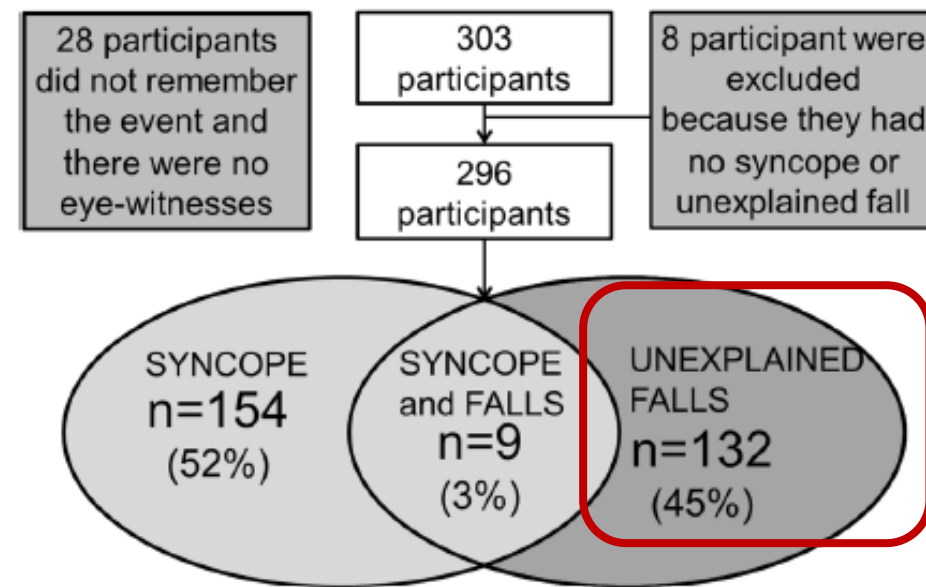 28 participants
did not remember
the event and
there were no
eye-witnesses
303
participants
8 participant were
excluded
because they had
no syncope or
unexplained fall
296
participants
SYNCOPE
n=154
(52%)
SYNCOPE
and FALLS
n=9
(3%)
UNEXPLAINED
FALLS
n=132
(45%)